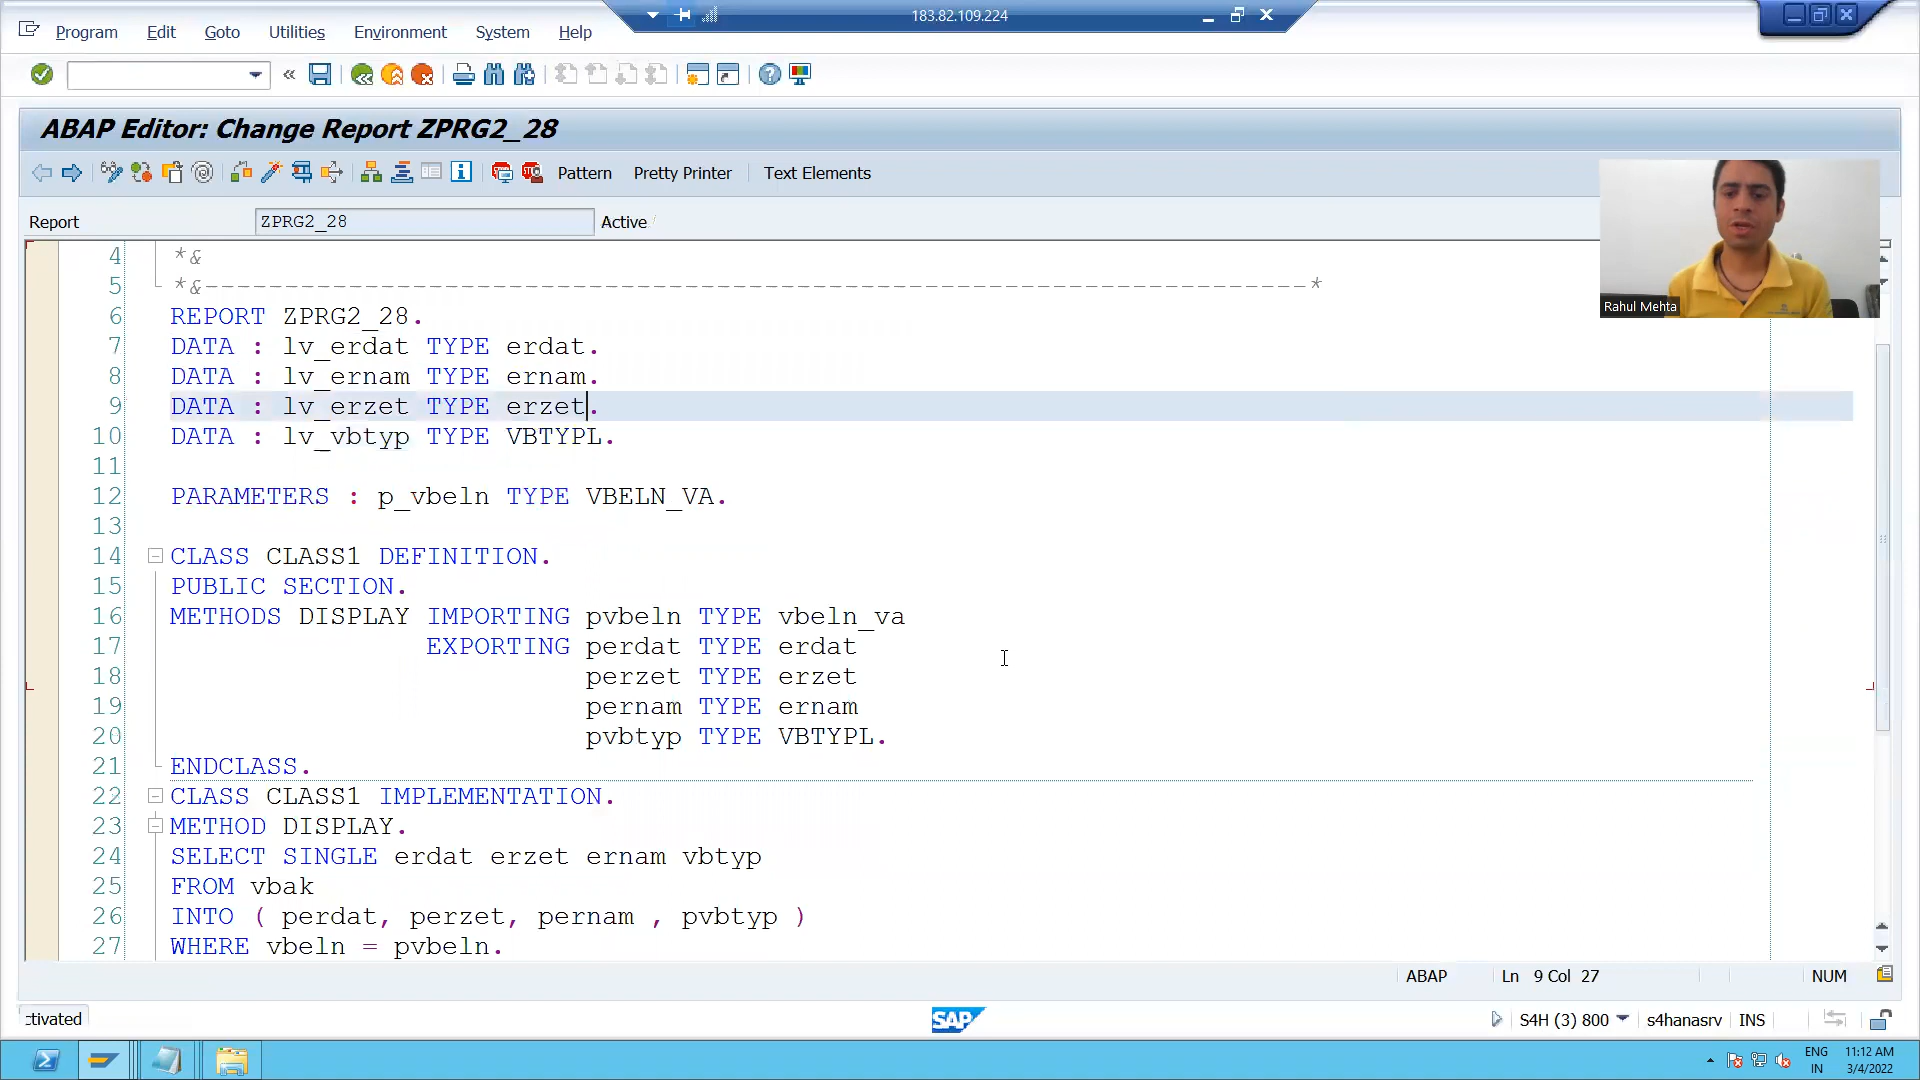 183.82.109.224
Program Edit Goto Utilities Environment System Help
ABAP Editor: Change Report ZPRG2_28
Pattern Pretty Printer Text Elements
Report ZPRG2_28 Active
Rahul Mehta
4 *&
5 *&---------------------------------------------------------------------*
6 REPORT ZPRG2_28.
7 DATA : lv_erdat TYPE erdat.
8 DATA : lv_ernam TYPE ernam.
9 DATA : lv_erzet TYPE erzet.
10 DATA : lv_vbtyp TYPE VBTYPL.
11
12 PARAMETERS : p_vbeln TYPE VBELN_VA.
13
14 CLASS CLASS1 DEFINITION.
15 PUBLIC SECTION.
16 METHODS DISPLAY IMPORTING pvbeln TYPE vbeln_va
17 EXPORTING perdat TYPE erdat
18 perzet TYPE erzet
19 pernam TYPE ernam
20 pvbtyp TYPE VBTYPL.
21 ENDCLASS.
22 CLASS CLASS1 IMPLEMENTATION.
23 METHOD DISPLAY.
24 SELECT SINGLE erdat erzet ernam vbtyp
25 FROM vbak
26 INTO ( perdat, perzet, pernam , pvbtyp )
27 WHERE vbeln = pvbeln.
ABAP Ln 9 Col 27 NUM
ctivated SAP S4H (3) 800 s4hanasrv INS
ENG 11:12 AM
IN 3/4/2022